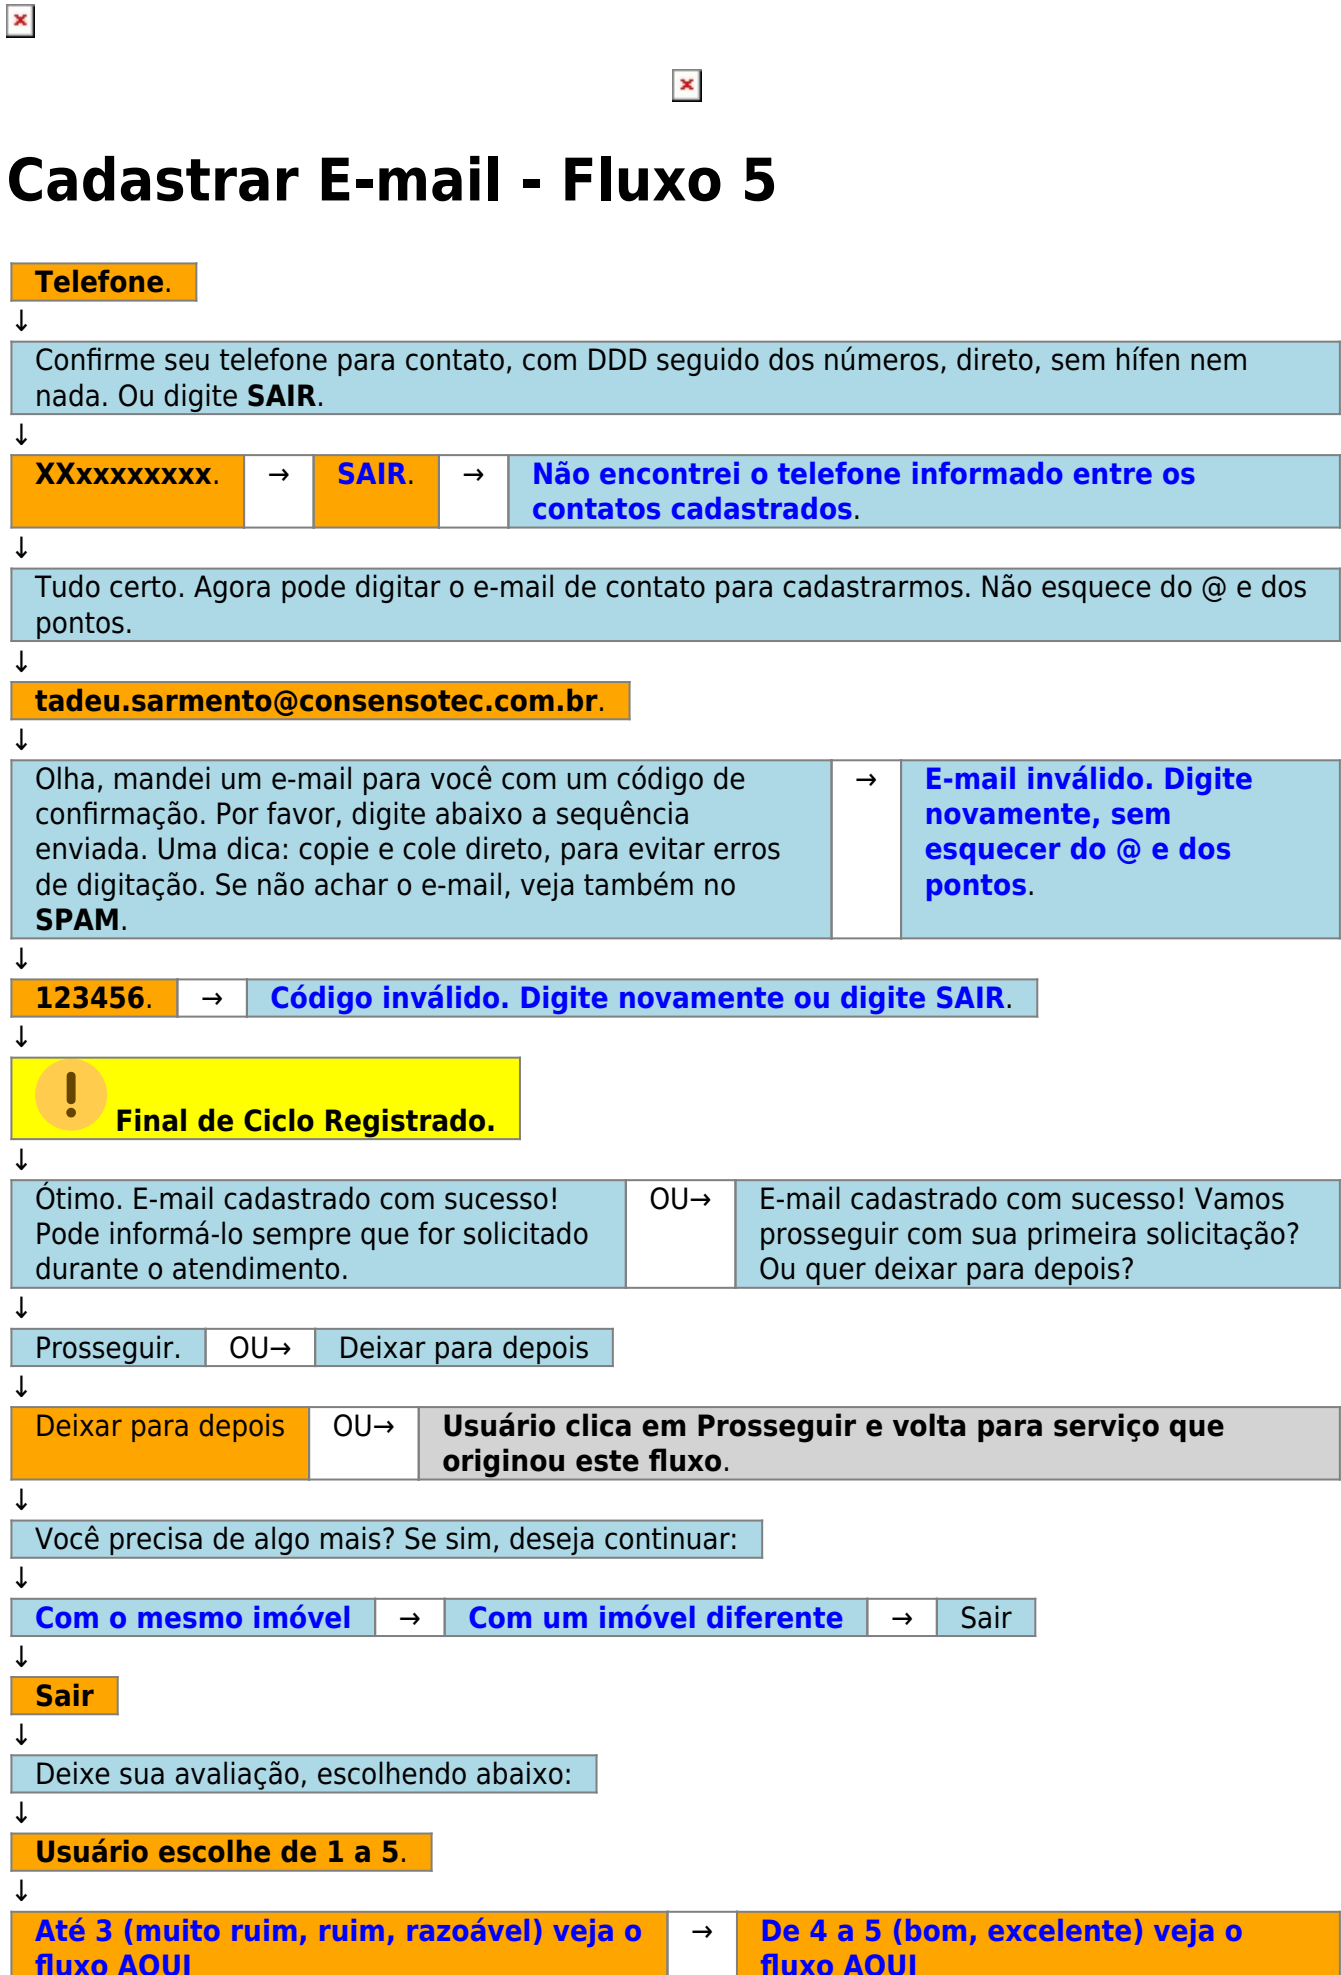 Cadastrar E-mail - Fluxo 5
Telefone.
↓
Confirme seu telefone para contato, com DDD seguido dos números, direto, sem hífen nem
nada. Ou digite SAIR.
↓
XXxxxxxxxx. → SAIR. → Não encontrei o telefone informado entre os
contatos cadastrados.
↓
Tudo certo. Agora pode digitar o e-mail de contato para cadastrarmos. Não esquece do @ e dos
pontos.
↓
tadeu.sarmento@consensotec.com.br.
↓
Olha, mandei um e-mail para você com um código de
confirmação. Por favor, digite abaixo a sequência
enviada. Uma dica: copie e cole direto, para evitar erros
de digitação. Se não achar o e-mail, veja também no
SPAM.
→
E-mail inválido. Digite
novamente, sem
esquecer do @ e dos
pontos.
↓
123456. → Código inválido. Digite novamente ou digite SAIR.
↓
Final de Ciclo Registrado.
↓
Ótimo. E-mail cadastrado com sucesso!
Pode informá-lo sempre que for solicitado
durante o atendimento.
OU→
E-mail cadastrado com sucesso! Vamos
prosseguir com sua primeira solicitação?
Ou quer deixar para depois?
↓
Prosseguir. OU→ Deixar para depois
↓
Deixar para depois OU→ Usuário clica em Prosseguir e volta para serviço que
originou este fluxo.
↓
Você precisa de algo mais? Se sim, deseja continuar:
↓
Com o mesmo imóvel → Com um imóvel diferente → Sair
↓
Sair
↓
Deixe sua avaliação, escolhendo abaixo:
↓
Usuário escolhe de 1 a 5.
↓
Até 3 (muito ruim, ruim, razoável) veja o
fluxo AQUI
→
De 4 a 5 (bom, excelente) veja o
fluxo AQUI